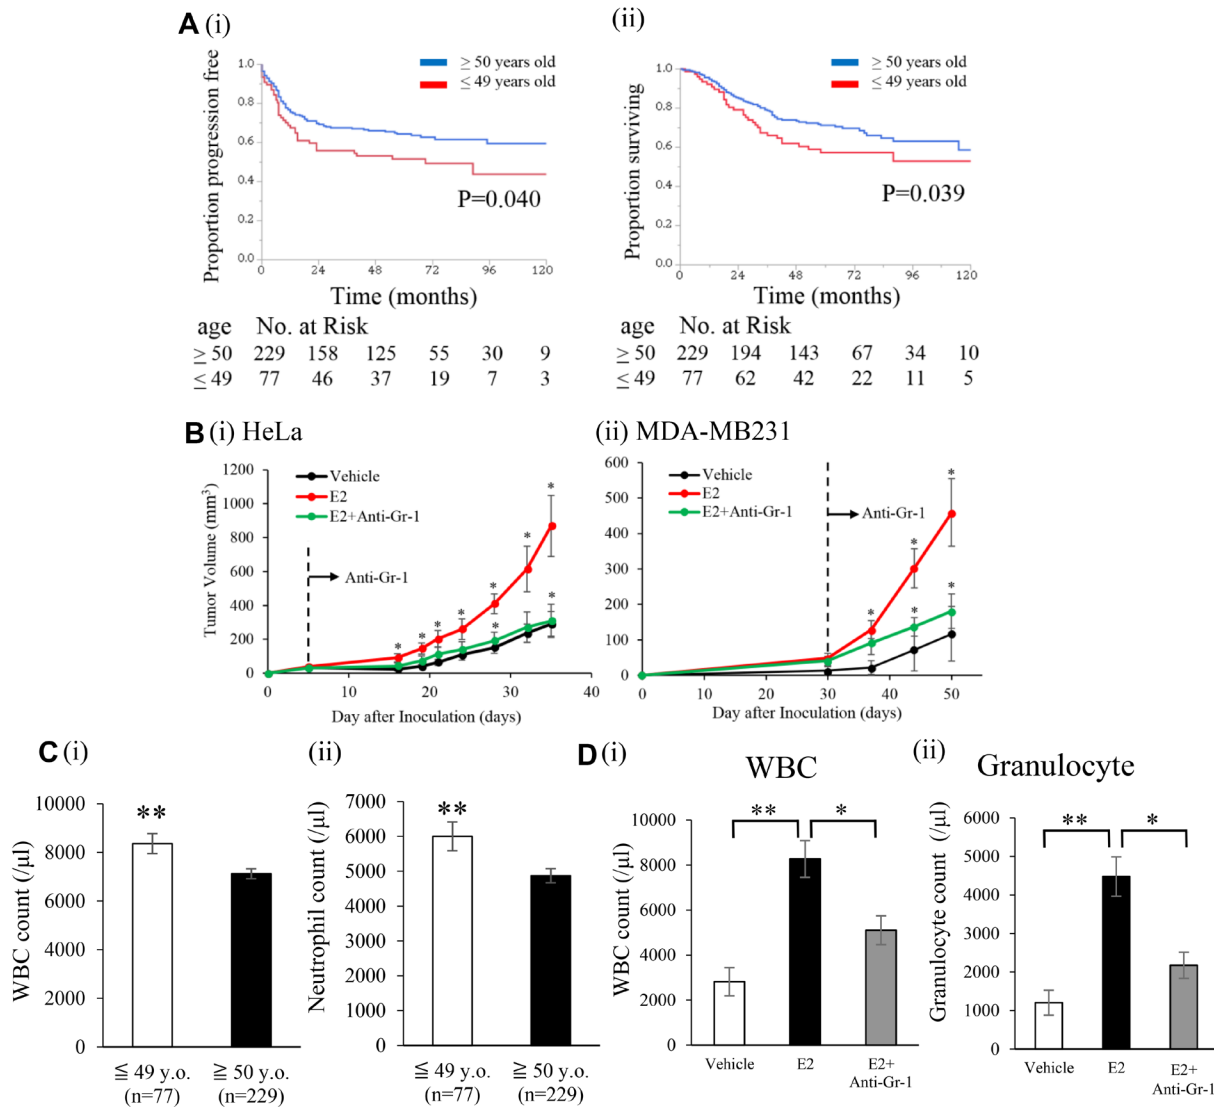 A (i)
≥ 50 years old
≤ 49 years old
Proportion progression free
1.0
0.8
0.6
0.4
0.2
0.0
P=0.040
0 24 48 72 96 120
Time (months)
age No. at Risk
≥ 50 229 158 125 55 30 9
≤ 49 77 46 37 19 7 3
(ii)
≥ 50 years old
≤ 49 years old
Proportion surviving
1.0
0.8
0.6
0.4
0.2
0.0
P=0.039
0 24 48 72 96 120
Time (months)
age No. at Risk
≥ 50 229 194 143 67 34 10
≤ 49 77 62 42 22 11 5
B (i) HeLa
Tumor Volume (mm³)
1200
1000
800
600
400
200
0
Vehicle
E2
E2+Anti-Gr-1
Anti-Gr-1
* * * * * * *
* *
0 10 20 30 40
Day after Inoculation (days)
(ii) MDA-MB231
600
500
400
300
200
100
0
Vehicle
E2
E2+Anti-Gr-1
Anti-Gr-1
* * *
* *
0 10 20 30 40 50
Day after Inoculation (days)
C (i)
WBC count (/μl)
10000
8000
6000
4000
2000
0
**
≦ 49 y.o. ≧ 50 y.o.
(n=77) (n=229)
(ii)
Neutrophil count (/μl)
7000
6000
5000
4000
3000
2000
1000
0
**
≦ 49 y.o. ≧ 50 y.o.
(n=77) (n=229)
D (i)
WBC
WBC count (/μl)
10000
8000
6000
4000
2000
0
** *
Vehicle E2 E2+
Anti-Gr-1
(ii)
Granulocyte
Granulocyte count (/μl)
6000
5000
4000
3000
2000
1000
0
** *
Vehicle E2 E2+
Anti-Gr-1